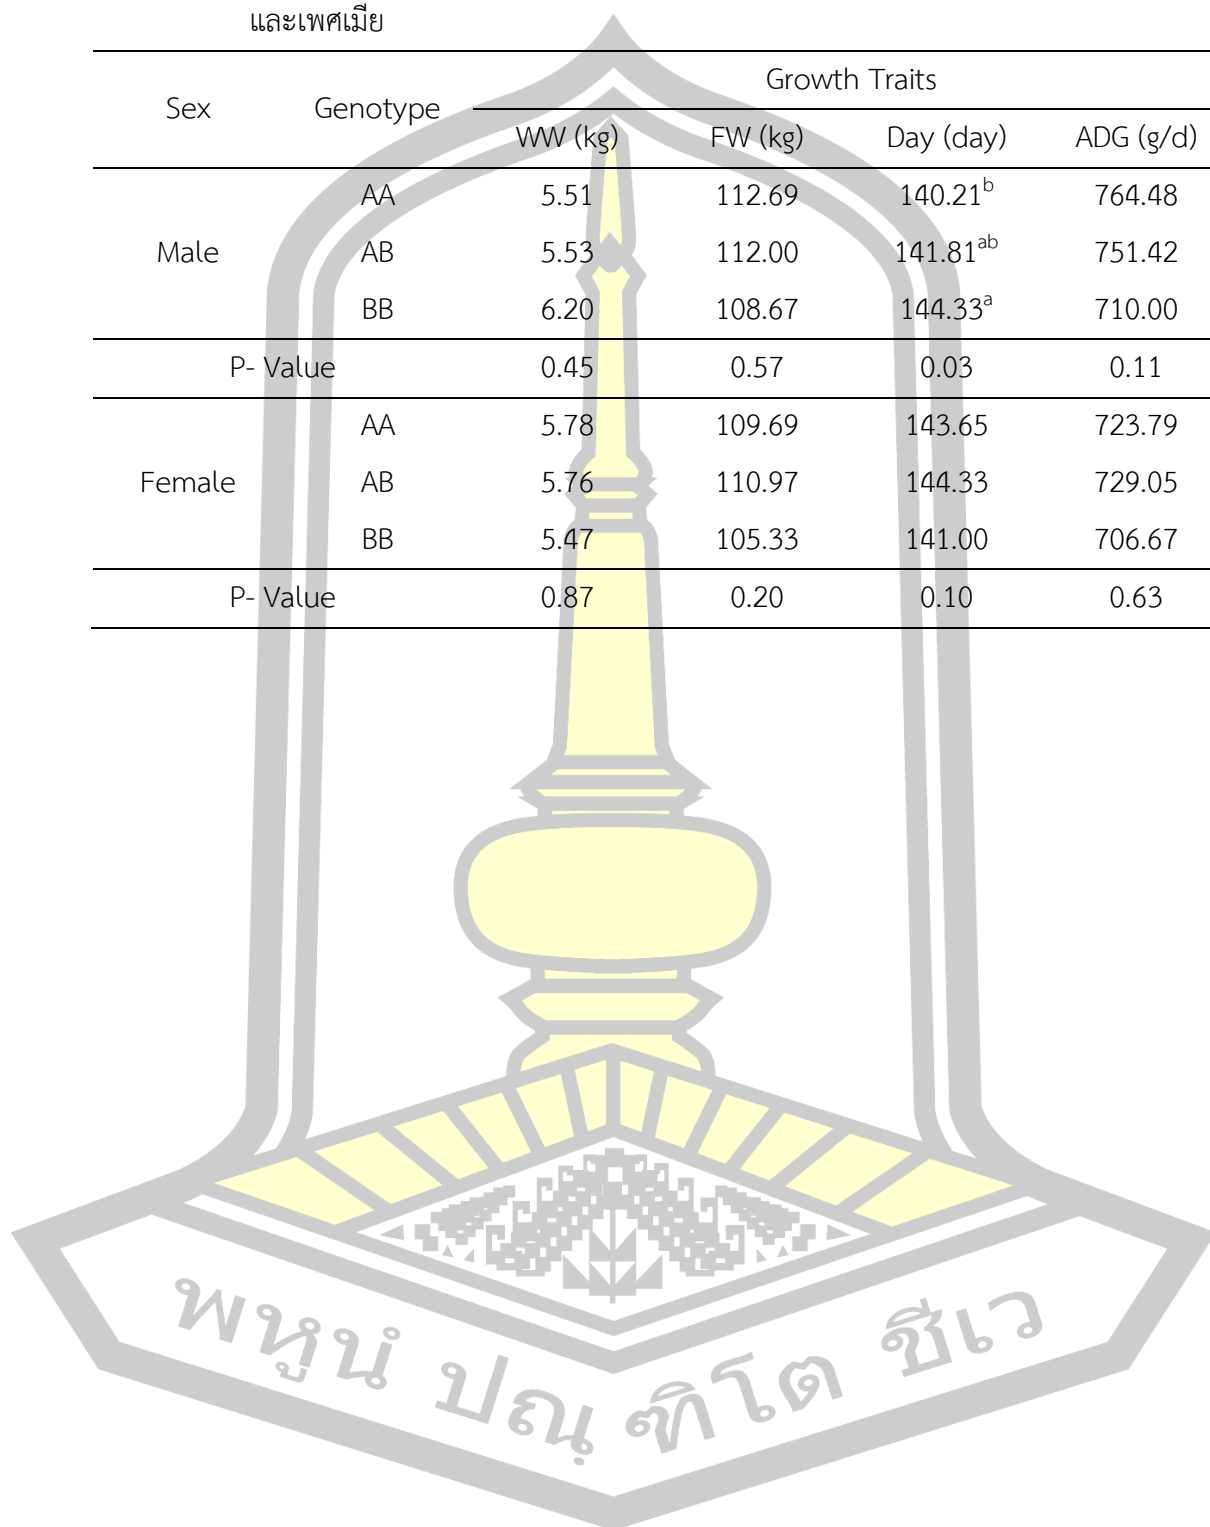 และเพศเมีย
Sex Genotype Growth Traits
WW (kg) FW (kg) Day (day) ADG (g/d)
Male AA 5.51 112.69 140.21b 764.48
AB 5.53 112.00 141.81ab 751.42
BB 6.20 108.67 144.33a 710.00
P- Value 0.45 0.57 0.03 0.11
Female AA 5.78 109.69 143.65 723.79
AB 5.76 110.97 144.33 729.05
BB 5.47 105.33 141.00 706.67
P- Value 0.87 0.20 0.10 0.63
พหูนํ ปณฺฑิโต ชีเว